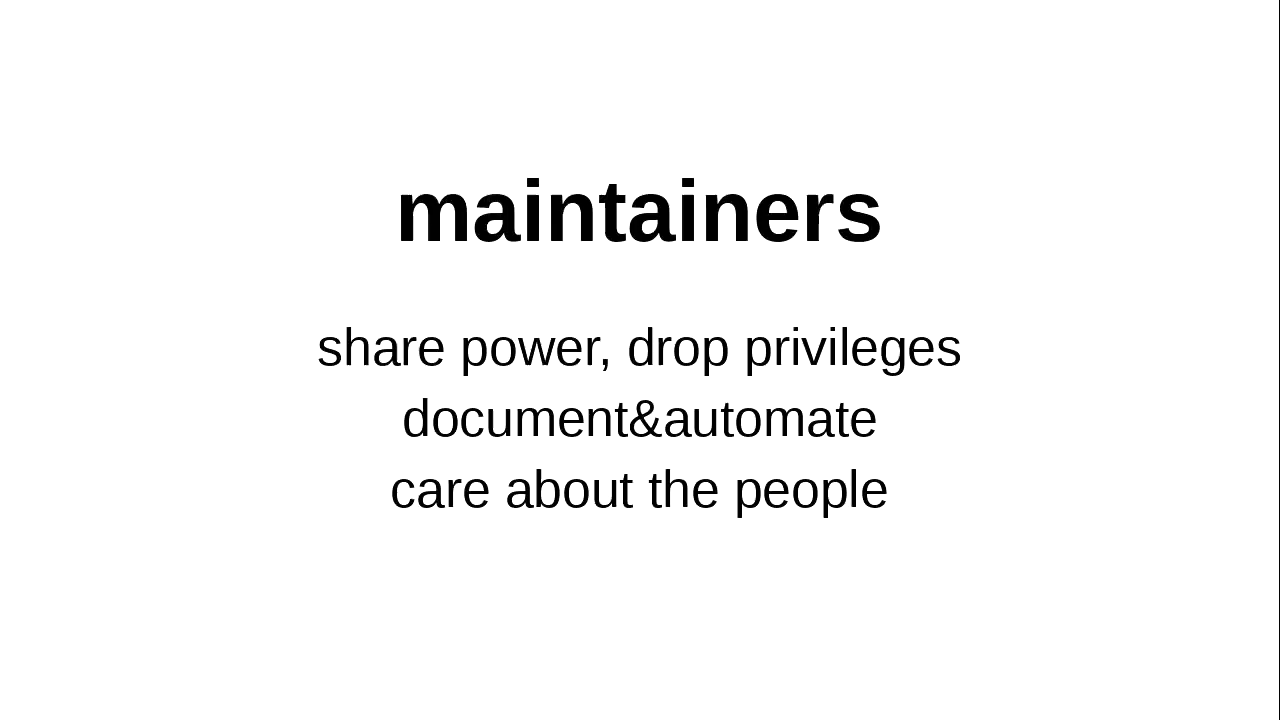 maintainers
share power, drop privileges
document&automate
care about the people